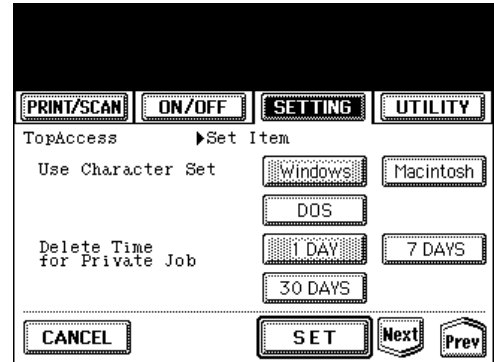 PRINT/SCAN ON/OFF SETTING UTILITY
TopAccess ▶Set Item
Use Character Set Windows Macintosh
DOS
Delete Time for Private Job 1 DAY 7 DAYS
30 DAYS
CANCEL SET Next Prev